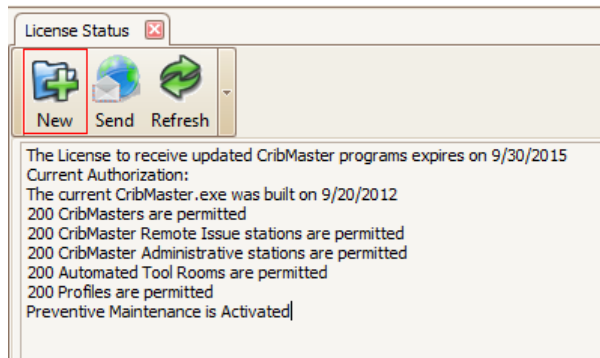 License Status
New Send Refresh
The License to receive updated CribMaster programs expires on 9/30/2015
Current Authorization:
The current CribMaster.exe was built on 9/20/2012
200 CribMasters are permitted
200 CribMaster Remote Issue stations are permitted
200 CribMaster Administrative stations are permitted
200 Automated Tool Rooms are permitted
200 Profiles are permitted
Preventive Maintenance is Activated